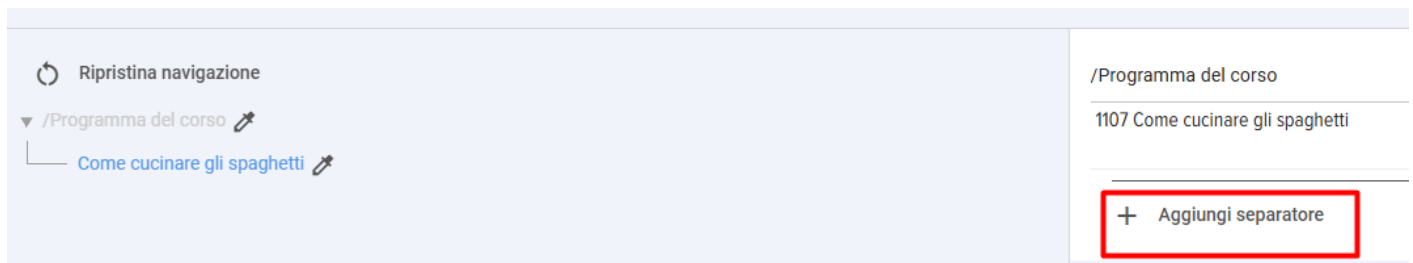 Ripristina navigazione
/Programma del corso
Come cucinare gli spaghetti
/Programma del corso
1107 Come cucinare gli spaghetti
Aggiungi separatore